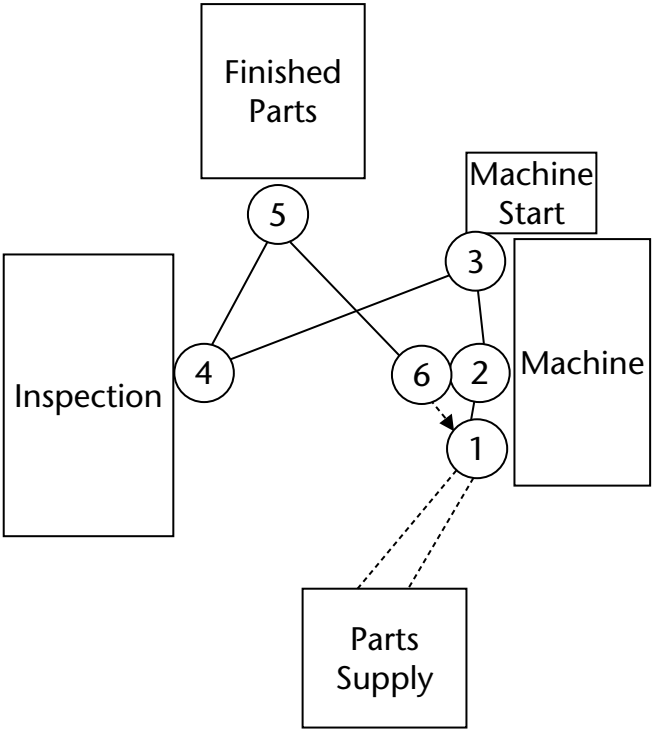 Finished
Parts
5
Machine
Start
3
4
6
2
Machine
Inspection
1
Parts
Supply